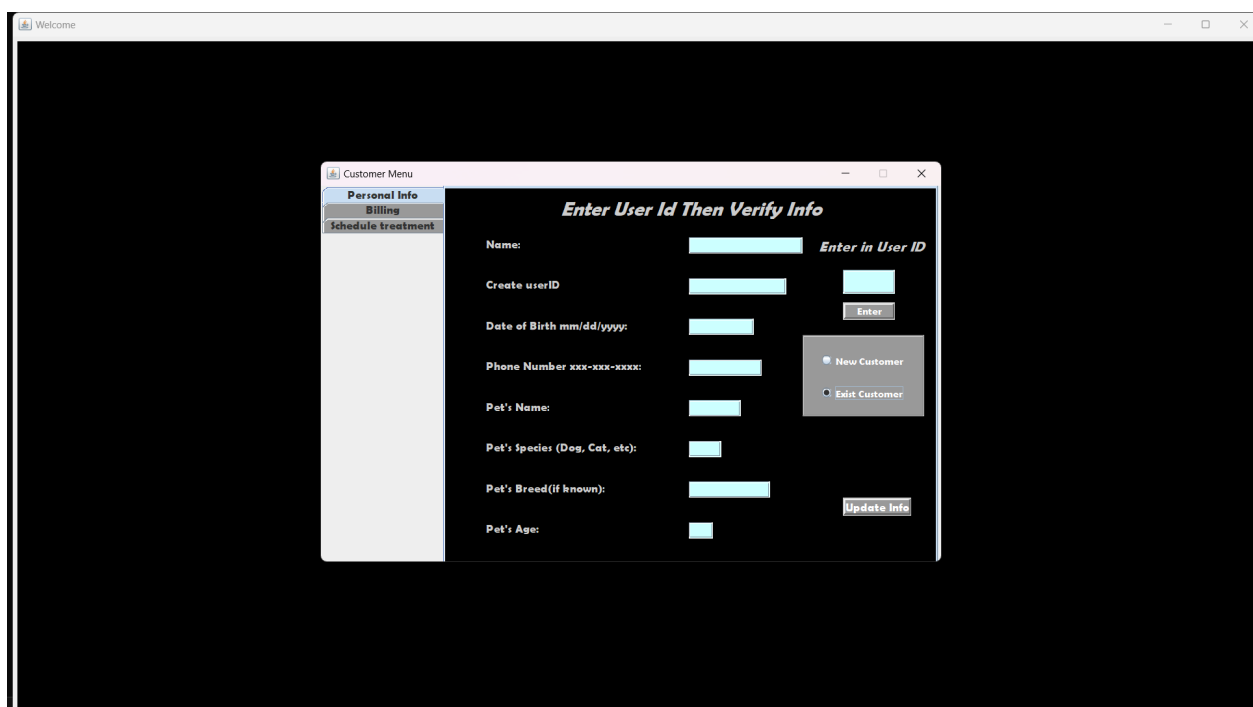 Welcome
Customer Menu
Personal Info
Billing
Schedule treatment
Enter User Id Then Verify Info
Name:
Enter in User ID
Create userID
Enter
Date of Birth mm/dd/yyyy:
New Customer
Phone Number xxx-xxx-xxxx:
Exist Customer
Pet's Name:
Pet's Species (Dog, Cat, etc):
Pet's Breed(if known):
Update Info
Pet's Age: